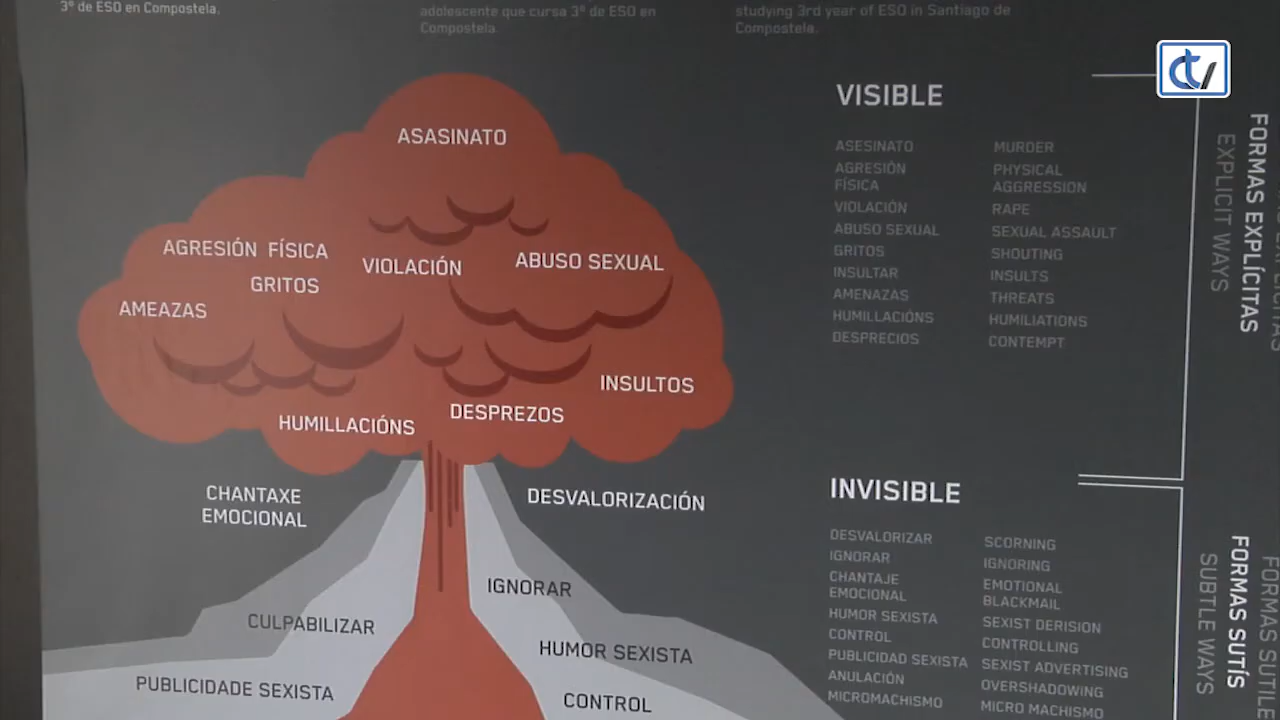 3º de ESO en Compostela.
adolescente que cursa 3º de ESO en
Compostela.
studying 3rd year of ESO in Santiago de
Compostela.
ctv
ASASINATO
AGRESIÓN FÍSICA
GRITOS
VIOLACIÓN
ABUSO SEXUAL
AMEAZAS
INSULTOS
DESPREZOS
HUMILLACIÓNS
CHANTAXE
EMOCIONAL
DESVALORIZACIÓN
IGNORAR
CULPABILIZAR
HUMOR SEXISTA
PUBLICIDADE SEXISTA
CONTROL
VISIBLE
ASESINATO
AGRESIÓN
FÍSICA
VIOLACIÓN
ABUSO SEXUAL
GRITOS
INSULTAR
AMENAZAS
HUMILLACIÓNS
DESPRECIOS
MURDER
PHYSICAL
AGGRESSION
RAPE
SEXUAL ASSAULT
SHOUTING
INSULTS
THREATS
HUMILIATIONS
CONTEMPT
FORMAS EXPLÍCITAS
EXPLICIT WAYS
INVISIBLE
DESVALORIZAR
IGNORAR
CHANTAJE
EMOCIONAL
HUMOR SEXISTA
CONTROL
PUBLICIDAD SEXISTA
ANULACIÓN
MICROMACHISMO
SCORNING
IGNORING
EMOTIONAL
BLACKMAIL
SEXIST DERISION
CONTROLLING
SEXIST ADVERTISING
OVERSHADOWING
MICRO MACHISMO
FORMAS SUTÍS
SUBTLE WAYS
FORMAS SUTILE